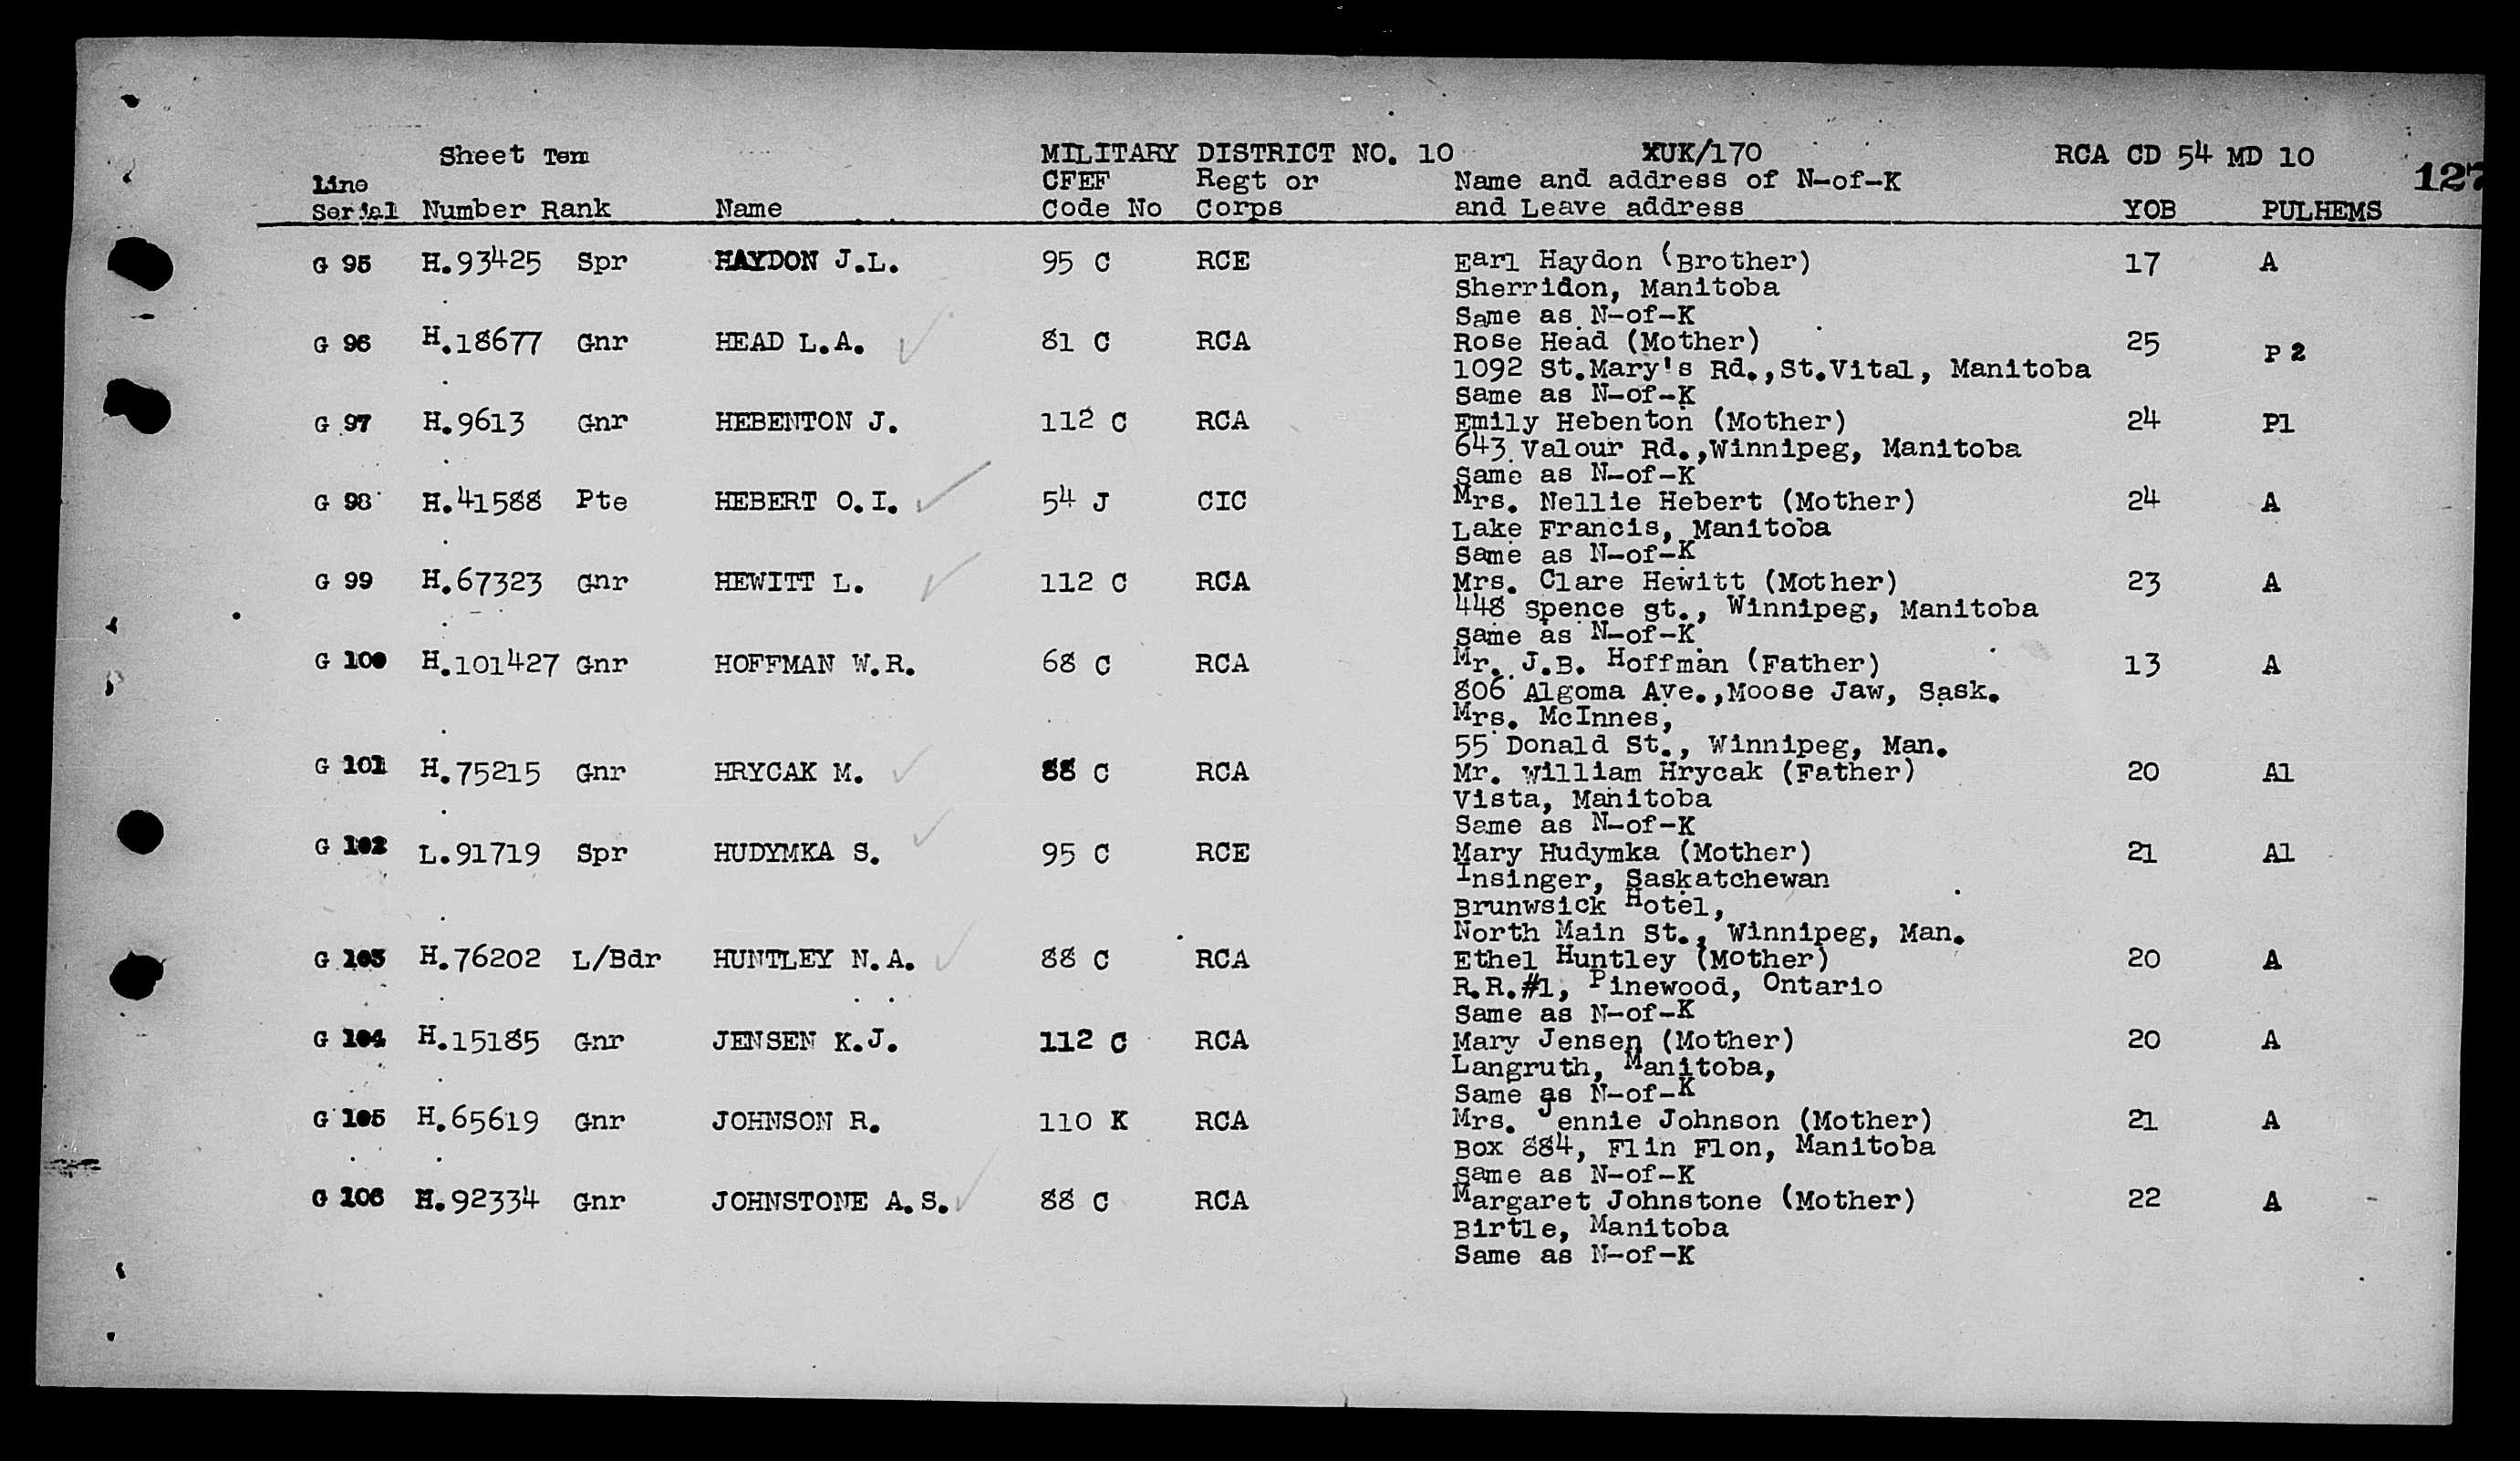 Sheet Tem MILITARY DISTRICT NO. 10 XUK/170 RCA CD 54 MD 10
127
Line CFEF Regt or Name and address of N-of-K
Serial Number Rank Name Code No Corps and Leave address YOB PULHEMS
G 95 H.93425 Spr HAYDON J.L. 95 C RCE Earl Haydon (Brother) 17 A
Sherridon, Manitoba
Same as N-of-K
G 96 H.18677 Gnr HEAD L.A. 81 C RCA Rose Head (Mother) 25 P 2
1092 St.Mary's Rd.,St.Vital, Manitoba
Same as N-of-K
G 97 H.9613 Gnr HEBENTON J. 112 C RCA Emily Hebenton (Mother) 24 P1
643 Valour Rd.,Winnipeg, Manitoba
Same as N-of-K
G 98 H.41588 Pte HEBERT O.I. 54 J CIC Mrs. Nellie Hebert (Mother) 24 A
Lake Francis, Manitoba
Same as N-of-K
G 99 H.67323 Gnr HEWITT L. 112 C RCA Mrs. Clare Hewitt (Mother) 23 A
448 Spence st., Winnipeg, Manitoba
Same as N-of-K
G 100 H.101427 Gnr HOFFMAN W.R. 68 C RCA Mr. J.B. Hoffman (Father) 13 A
806 Algoma Ave.,Moose Jaw, Sask.
Mrs. McInnes,
55 Donald St., Winnipeg, Man.
G 101 H.75215 Gnr HRYCAK M. 88 C RCA Mr. William Hrycak (Father) 20 A1
Vista, Manitoba
Same as N-of-K
G 102 L.91719 Spr HUDYMKA S. 95 C RCE Mary Hudymka (Mother) 21 A1
Insinger, Saskatchewan
Brunwsick Hotel,
North Main St., Winnipeg, Man.
G 103 H.76202 L/Bdr HUNTLEY N.A. 88 C RCA Ethel Huntley (Mother) 20 A
R.R.#1, Pinewood, Ontario
Same as N-of-K
G 104 H.15185 Gnr JENSEN K.J. 112 C RCA Mary Jensen (Mother) 20 A
Langruth, Manitoba,
Same as N-of-K
G 105 H.65619 Gnr JOHNSON R. 110 K RCA Mrs. Jennie Johnson (Mother) 21 A
Box 884, Flin Flon, Manitoba
Same as N-of-K
G 106 H.92334 Gnr JOHNSTONE A.S. 88 C RCA Margaret Johnstone (Mother) 22 A
Birtle, Manitoba
Same as N-of-K